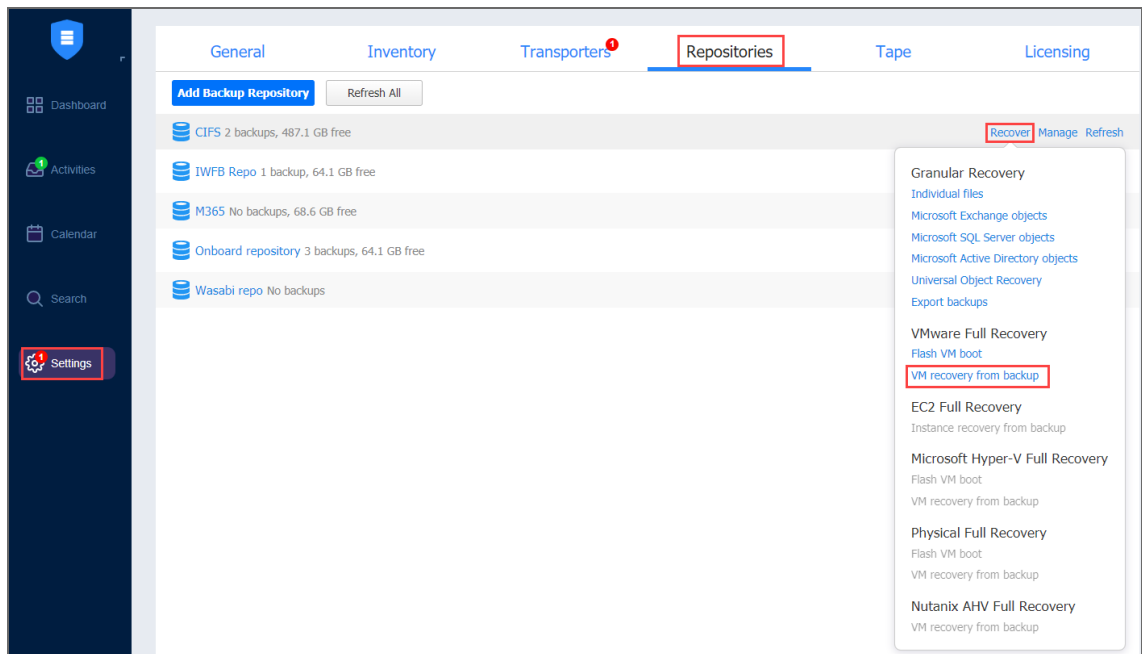 General Inventory Transporters 1 Repositories Tape Licensing
Add Backup Repository Refresh All
Dashboard
1 Activities
Calendar
Search
1 Settings
CIFS 2 backups, 487.1 GB free Recover Manage Refresh
IWFB Repo 1 backup, 64.1 GB free
M365 No backups, 68.6 GB free
Onboard repository 3 backups, 64.1 GB free
Wasabi repo No backups
Granular Recovery
Individual files
Microsoft Exchange objects
Microsoft SQL Server objects
Microsoft Active Directory objects
Universal Object Recovery
Export backups
VMware Full Recovery
Flash VM boot
VM recovery from backup
EC2 Full Recovery
Instance recovery from backup
Microsoft Hyper-V Full Recovery
Flash VM boot
VM recovery from backup
Physical Full Recovery
Flash VM boot
VM recovery from backup
Nutanix AHV Full Recovery
VM recovery from backup